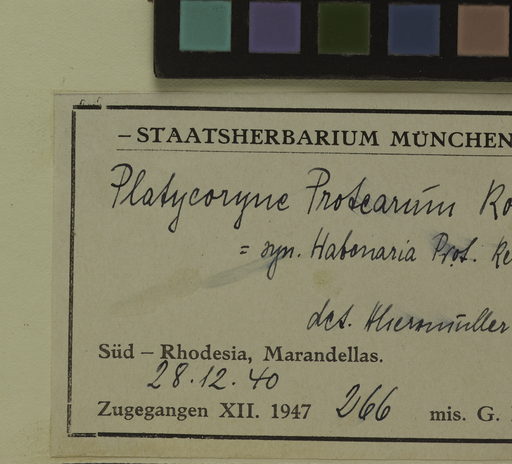 – STAATSHERBARIUM MÜNCHEN
Platycoryne Protearum
= syn. Habenaria Prot.
det.
Süd – Rhodesia, Marandellas.
28.12.40
Zugegangen XII. 1947 266 mis. G.